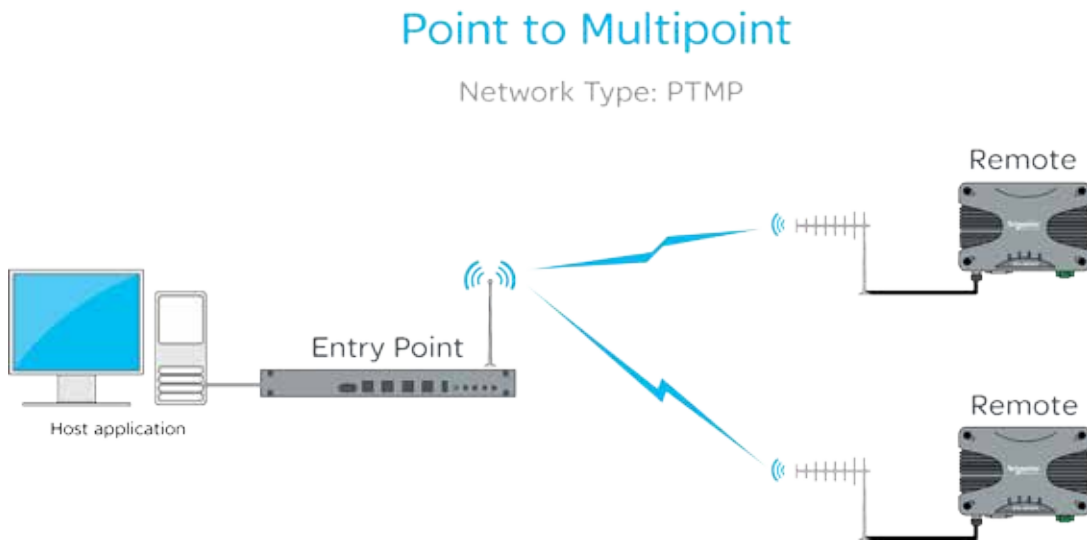 Point to Multipoint
Network Type: PTMP
Remote
Entry Point
Host application
Remote